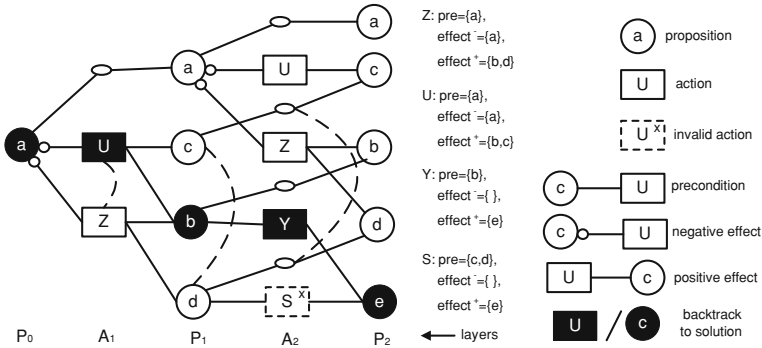 a
a
U
c
a
U
c
Z
b
Z
b
Y
d
d
S x
e
P0
A1
P1
A2
P2
layers
Z: pre={a},
effect -={a},
effect +={b,d}
U: pre={a},
effect -={a},
effect +={b,c}
Y: pre={b},
effect -={ },
effect +={e}
S: pre={c,d},
effect -={ },
effect +={e}
a proposition
U action
U x invalid action
c U precondition
c U negative effect
U c positive effect
U / c backtrack
to solution